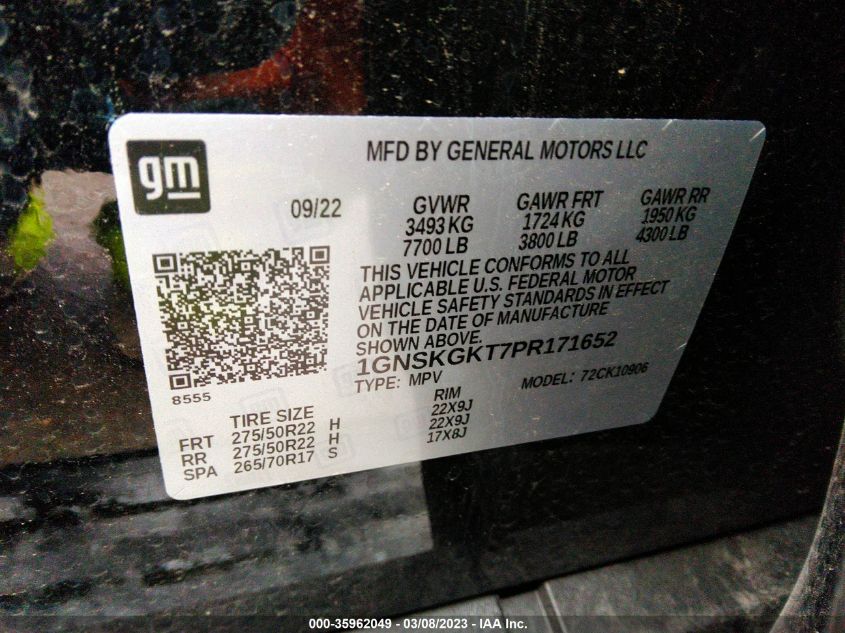 gm
MFD BY GENERAL MOTORS LLC
09/22
GVWR GAWR FRT GAWR RR
3493 KG 1724 KG 1950 KG
7700 LB 3800 LB 4300 LB
THIS VEHICLE CONFORMS TO ALL
APPLICABLE U.S. FEDERAL MOTOR
VEHICLE SAFETY STANDARDS IN EFFECT
ON THE DATE OF MANUFACTURE
SHOWN ABOVE.
1GNSKGKT7PR171652
TYPE: MPV MODEL: 72CK10906
8555
TIRE SIZE RIM
FRT 275/50R22 H 22X9J
RR 275/50R22 H 22X9J
SPA 265/70R17 S 17X8J
000-35962049 — 03/08/2023 — IAA Inc.